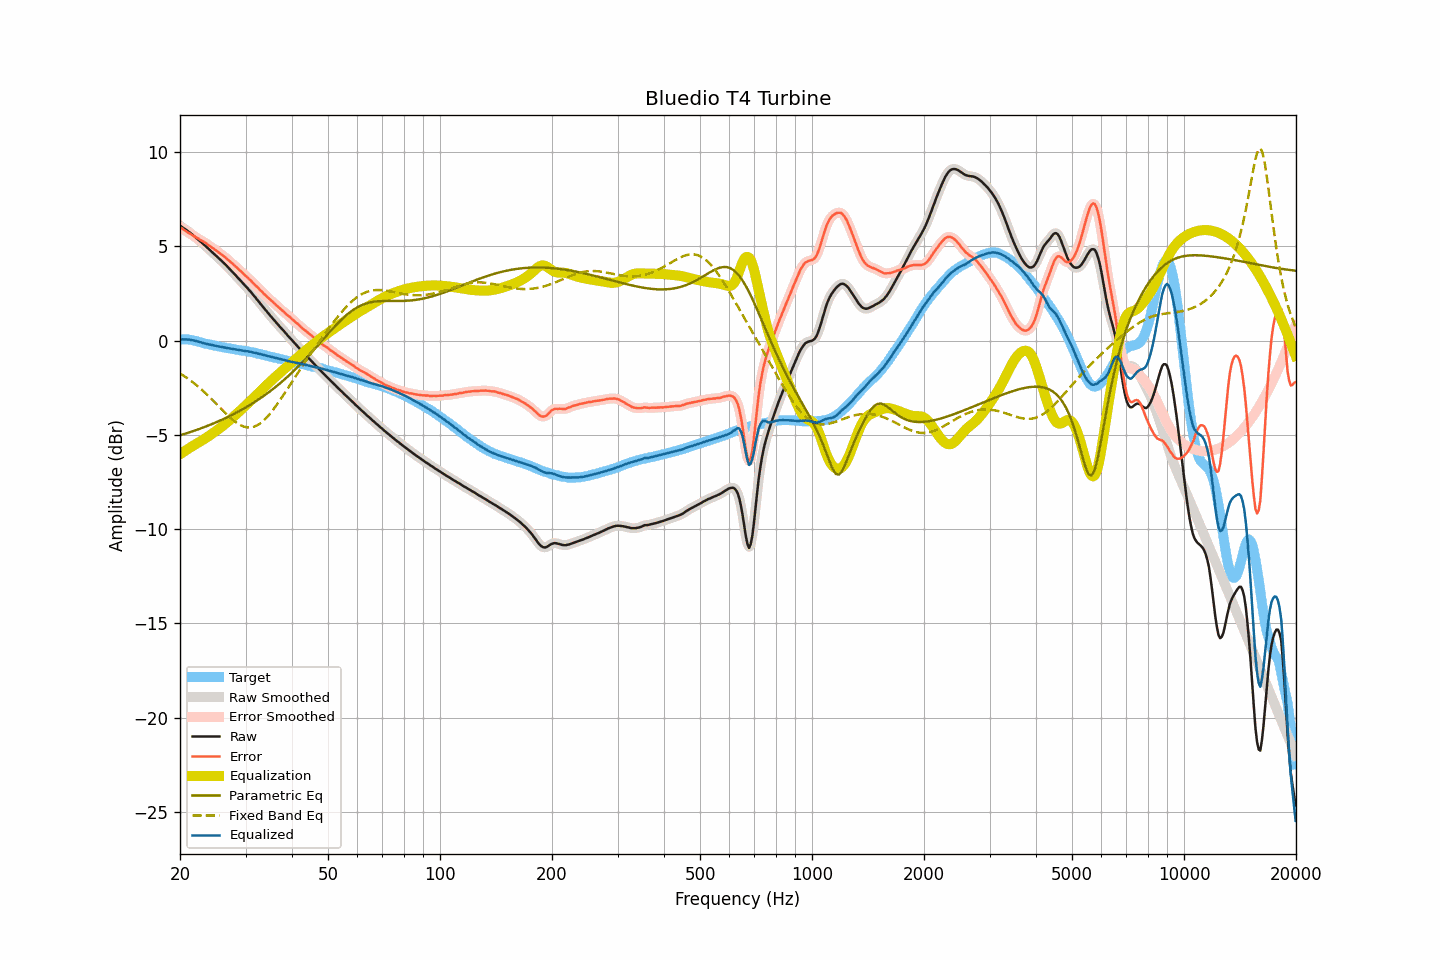 Bluedio T4 Turbine
10
5
0
−5
−10
−15
−20
−25
Amplitude (dBr)
Target
Raw Smoothed
Error Smoothed
Raw
Error
Equalization
Parametric Eq
Fixed Band Eq
Equalized
20 50 100 200 500 1000 2000 5000 10000 20000
Frequency (Hz)